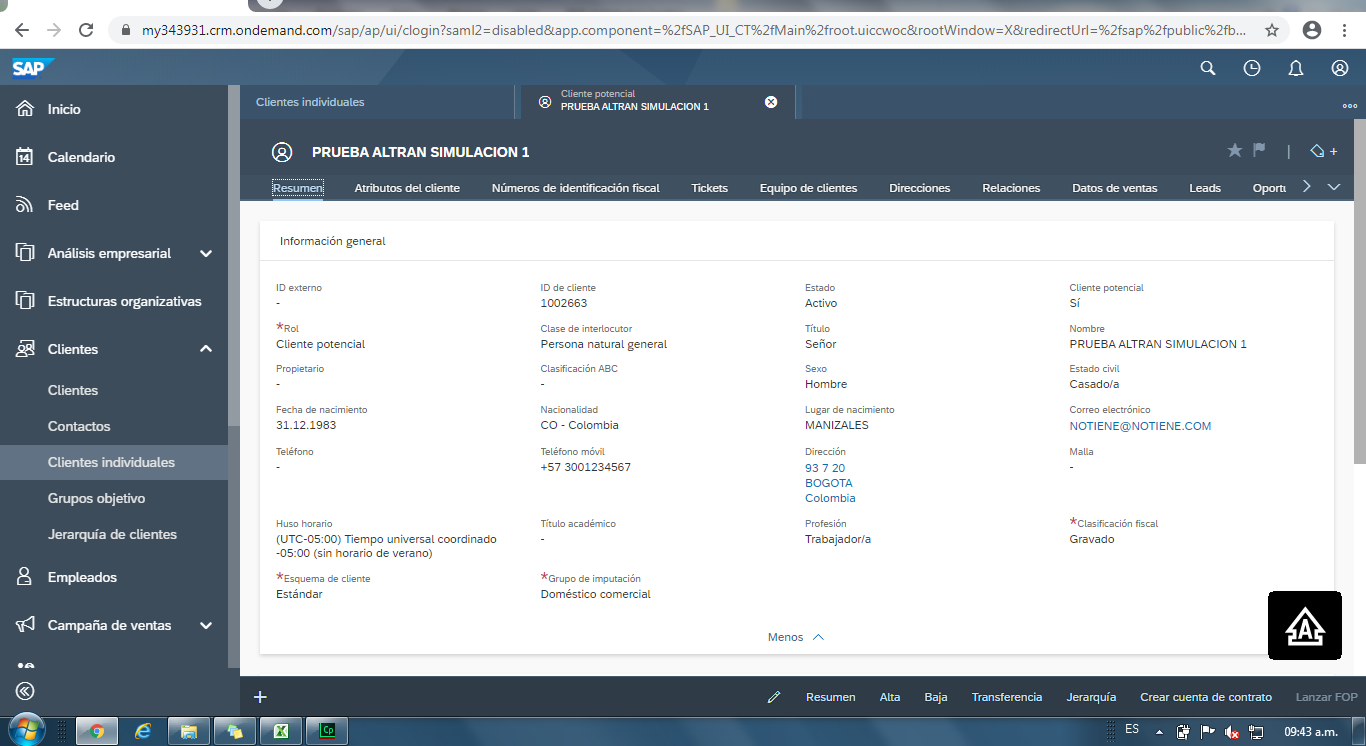 my343931.crm.ondemand.com/sap/ap/ui/clogin?saml2=disabled&app.component=%2fSAP_UI_CT%2fMain%2froot.uiccwoc&rootWindow=X&redirectUrl=%2fsap%2fpublic%2fb...
SAP
Inicio
14
Calendario
Feed
Análisis empresarial
Estructuras organizativas
Clientes
Clientes
Contactos
Clientes individuales
Grupos objetivo
Jerarquía de clientes
Empleados
Campaña de ventas
Clientes individuales
Cliente potencial
PRUEBA ALTRAN SIMULACION 1
PRUEBA ALTRAN SIMULACION 1
Resumen Atributos del cliente Números de identificación fiscal Tickets Equipo de clientes Direcciones Relaciones Datos de ventas Leads Oportu
Información general
ID externo ID de cliente Estado Cliente potencial
- 1002663 Activo Sí
*Rol Clase de interlocutor Título Nombre
Cliente potencial Persona natural general Señor PRUEBA ALTRAN SIMULACION 1
Propietario Clasificación ABC Sexo Estado civil
- - Hombre Casado/a
Fecha de nacimiento Nacionalidad Lugar de nacimiento Correo electrónico
31.12.1983 CO - Colombia MANIZALES NOTIENE@NOTIENE.COM
Teléfono Teléfono móvil Dirección Malla
- +57 3001234567 93 7 20 -
BOGOTA
Colombia
Huso horario Título académico Profesión *Clasificación fiscal
(UTC-05:00) Tiempo universal coordinado - Trabajador/a Gravado
-05:00 (sin horario de verano)
*Esquema de cliente *Grupo de imputación
Estándar Doméstico comercial
Menos
A
+ Resumen Alta Baja Transferencia Jerarquía Crear cuenta de contrato Lanzar FOP
Cp
ES
09:43 a.m.